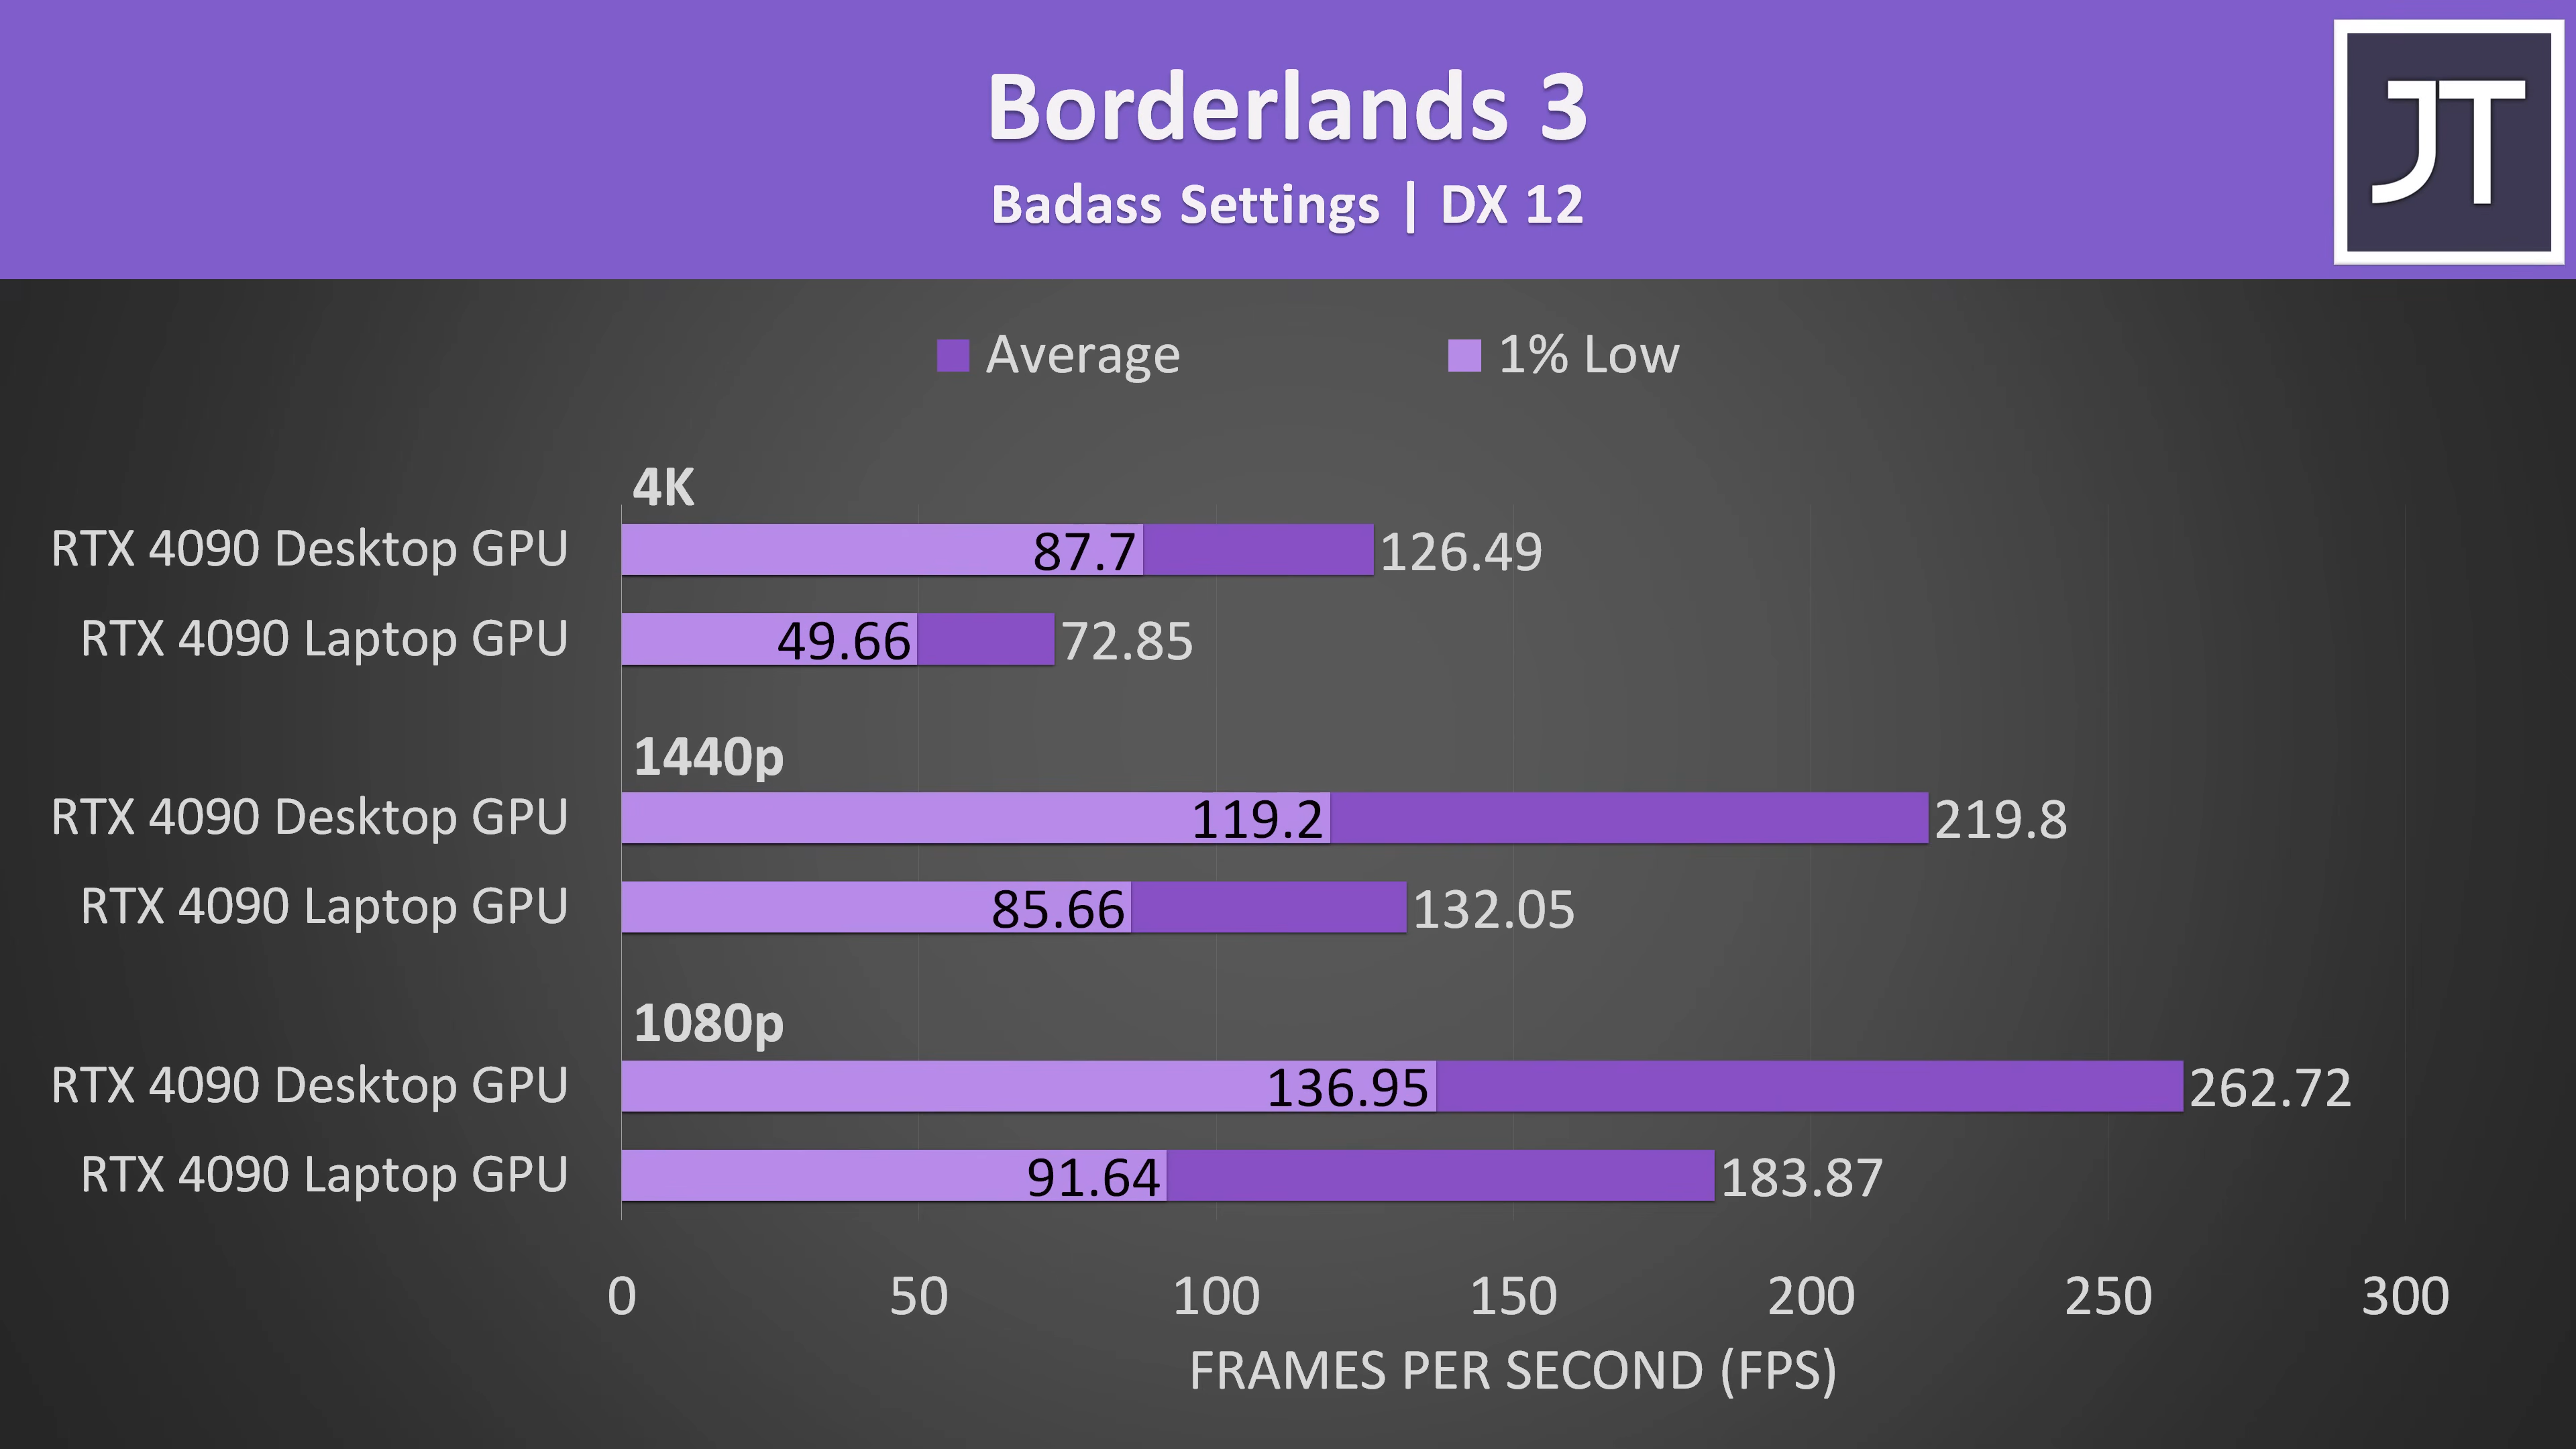 Borderlands 3
Badass Settings | DX 12
JT
Average
1% Low
4K
RTX 4090 Desktop GPU
87.7
126.49
RTX 4090 Laptop GPU
49.66
72.85
1440p
RTX 4090 Desktop GPU
119.2
219.8
RTX 4090 Laptop GPU
85.66
132.05
1080p
RTX 4090 Desktop GPU
136.95
262.72
RTX 4090 Laptop GPU
91.64
183.87
0
50
100
150
200
250
300
FRAMES PER SECOND (FPS)